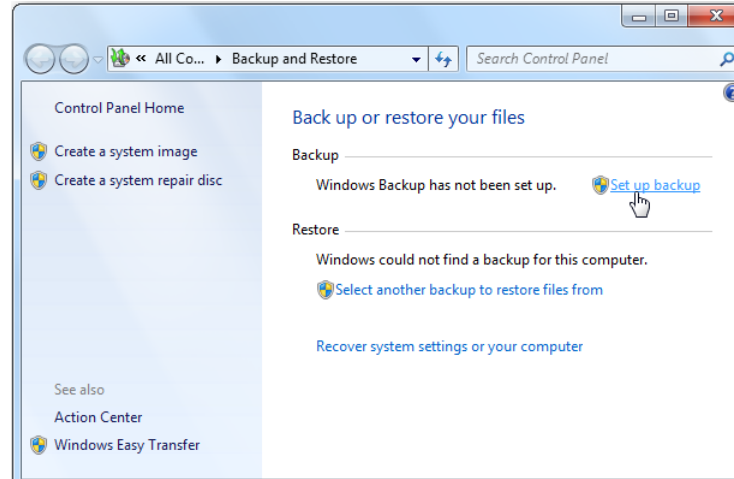 « All Co... ▸ Backup and Restore
Search Control Panel
Control Panel Home
Create a system image
Create a system repair disc
Back up or restore your files
Backup
Windows Backup has not been set up.
Set up backup
Restore
Windows could not find a backup for this computer.
Select another backup to restore files from
Recover system settings or your computer
See also
Action Center
Windows Easy Transfer